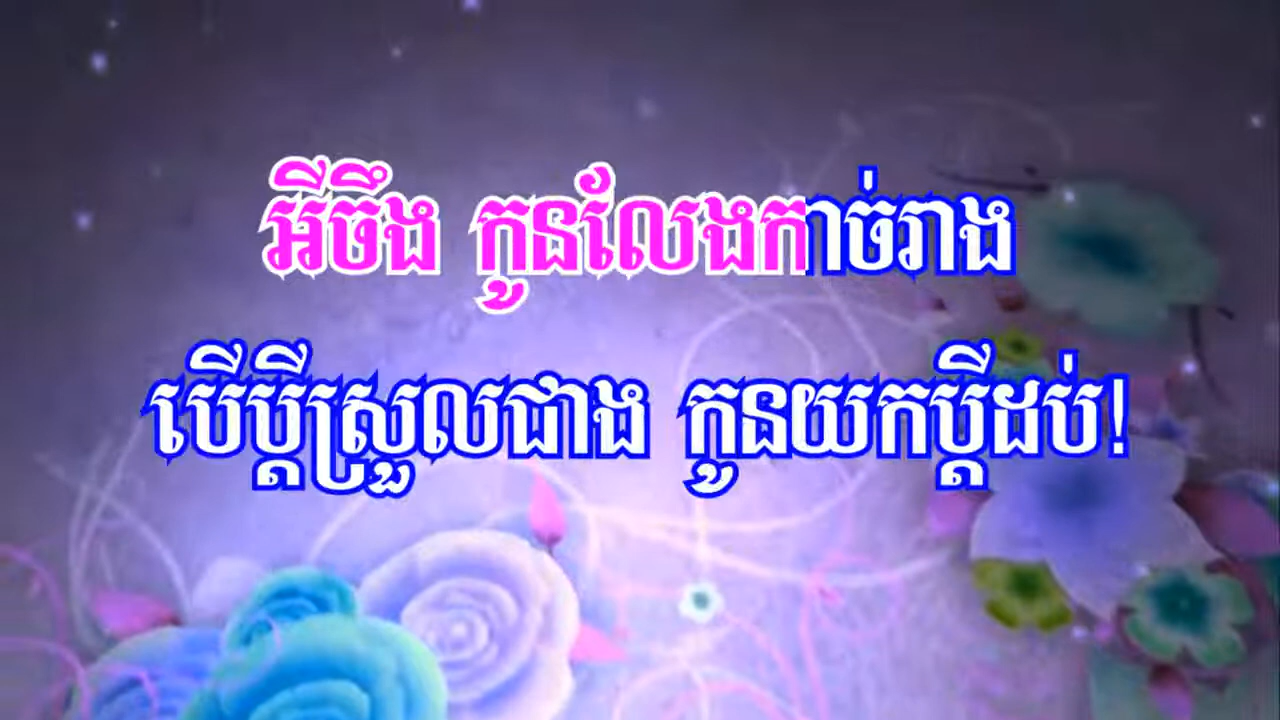 អីចឹង កូនលែងកាច់រាង
បើប្ដីស្រួលជាង កូនយកប្ដីដប់!